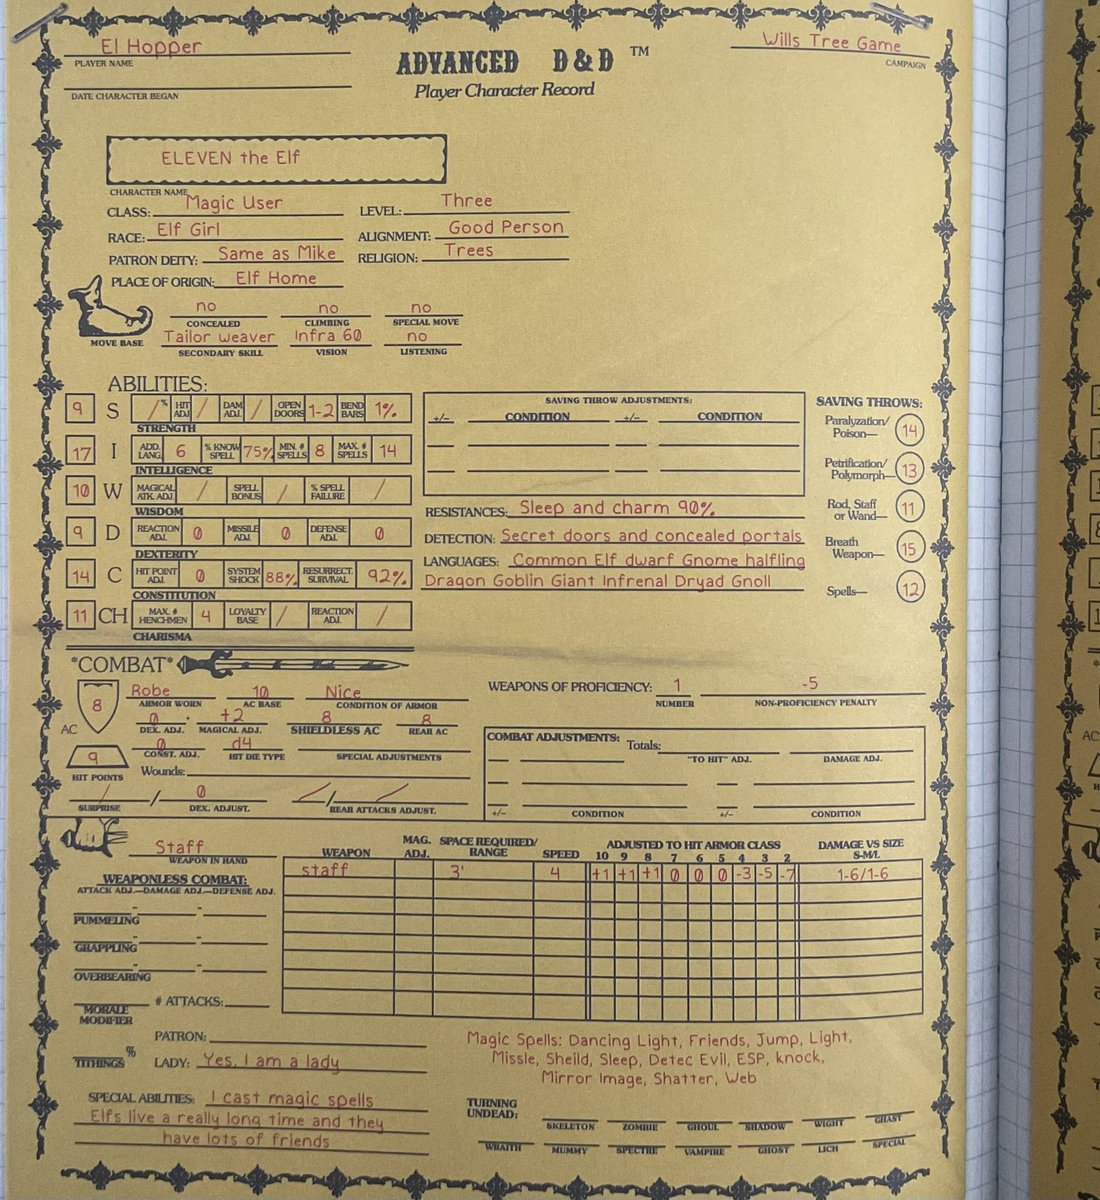 El Hopper
PLAYER NAME
Wills Tree Game
CAMPAIGN
ADVANCED D&D ™
Player Character Record
DATE CHARACTER BEGAN
ELEVEN the Elf
CHARACTER NAME
CLASS: Magic User LEVEL: Three
RACE: Elf Girl ALIGNMENT: Good Person
PATRON DEITY: Same as Mike RELIGION: Trees
PLACE OF ORIGIN: Elf Home
MOVE BASE
no no no
CONCEALED CLIMBING SPECIAL MOVE
Tailor weaver Infra 60 no
SECONDARY SKILL VISION LISTENING
ABILITIES:
9 S / % HIT ADJ / DAM ADJ. / OPEN DOORS 1-2 BEND BARS 1%
STRENGTH
17 I ADD. LANG. 6 % KNOW SPELL 75% MIN. # SPELLS 8 MAX. # SPELLS 14
INTELLIGENCE
10 W MAGICAL ATK. ADJ. / SPELL BONUS / % SPELL FAILURE /
WISDOM
9 D REACTION ADJ. 0 MISSILE ADJ. 0 DEFENSE ADJ. 0
DEXTERITY
14 C HIT POINT ADJ. 0 SYSTEM SHOCK 88% RESURRECT. SURVIVAL 92%
CONSTITUTION
11 CH MAX. # HENCHMEN 4 LOYALTY BASE / REACTION ADJ. /
CHARISMA
SAVING THROW ADJUSTMENTS:
+/- CONDITION +/- CONDITION
RESISTANCES: Sleep and charm 90%
DETECTION: Secret doors and concealed portals
LANGUAGES: Common Elf dwarf Gnome halfling
Dragon Goblin Giant Infrenal Dryad Gnoll
SAVING THROWS:
Paralyzation/ Poison— 14
Petrification/ Polymorph— 13
Rod, Staff or Wand— 11
Breath Weapon— 15
Spells— 12
*COMBAT*
AC 8
Robe 10 Nice
ARMOR WORN AC BASE CONDITION OF ARMOR
0 +2 8 8
DEX. ADJ. MAGICAL ADJ. SHIELDLESS AC REAR AC
9
HIT POINTS
0 d4
CONST. ADJ. HIT DIE TYPE SPECIAL ADJUSTMENTS
Wounds:
/ / 0 / / /
SURPRISE DEX. ADJUST. REAR ATTACKS ADJUST.
WEAPONS OF PROFICIENCY: 1 -5
NUMBER NON-PROFICIENCY PENALTY
COMBAT ADJUSTMENTS: Totals:
"TO HIT" ADJ. DAMAGE ADJ.
+/- CONDITION +/- CONDITION
Staff
WEAPON IN HAND
WEAPONLESS COMBAT:
ATTACK ADJ.—DAMAGE ADJ.—DEFENSE ADJ.
PUMMELING
GRAPPLING
OVERBEARING
# ATTACKS:
MORALE MODIFIER
WEAPON MAG. ADJ. SPACE REQUIRED/ RANGE SPEED ADJUSTED TO HIT ARMOR CLASS DAMAGE VS SIZE S-M/L
10 9 8 7 6 5 4 3 2
staff 3' 4 +1 +1 +1 0 0 0 -3 -5 -7 1-6/1-6
PATRON:
TITHINGS %
LADY: Yes, I am a lady
SPECIAL ABILITIES: I cast magic spells
Elfs live a really long time and they
have lots of friends
Magic Spells: Dancing Light, Friends, Jump, Light,
Missle, Sheild, Sleep, Detec Evil, ESP, knock,
Mirror Image, Shatter, Web
TURNING UNDEAD:
SKELETON ZOMBIE GHOUL SHADOW WIGHT GHAST
WRAITH MUMMY SPECTRE VAMPIRE GHOST LICH SPECIAL